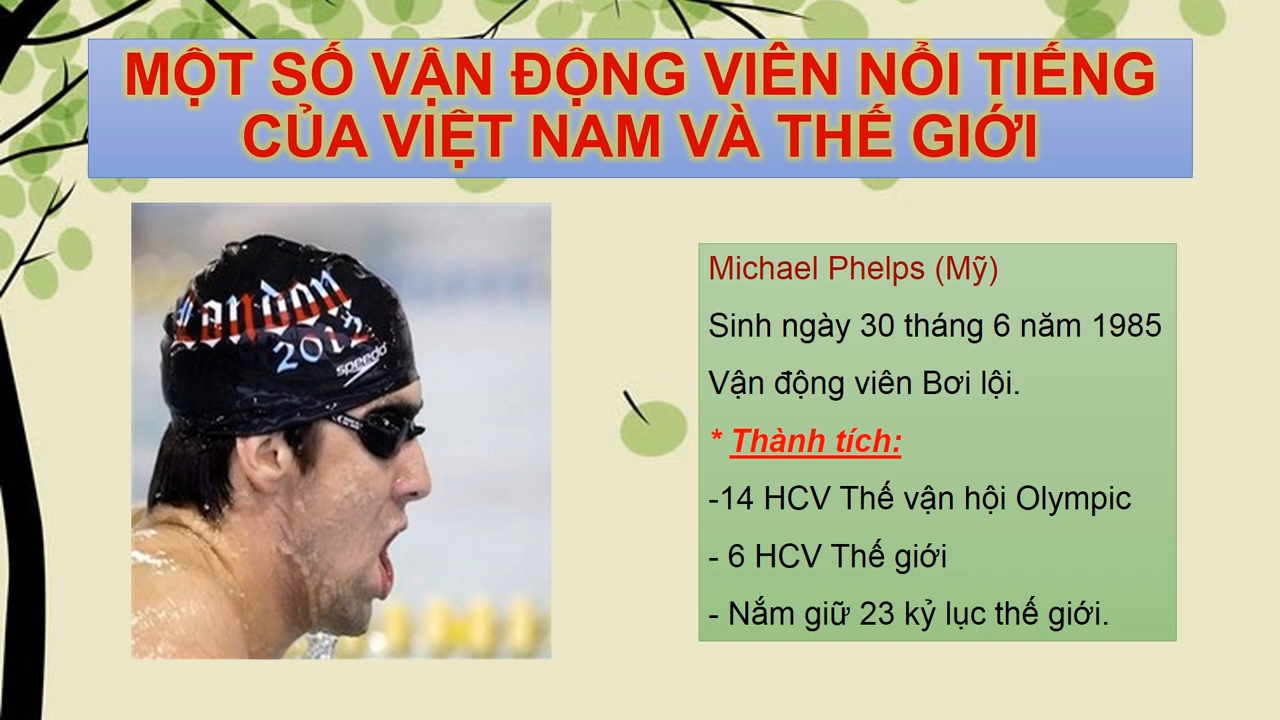 MỘT SỐ VẬN ĐỘNG VIÊN NỔI TIẾNG
CỦA VIỆT NAM VÀ THẾ GIỚI
London
2012
speedo
Michael Phelps (Mỹ)
Sinh ngày 30 tháng 6 năm 1985
Vận động viên Bơi lội.
* Thành tích:
-14 HCV Thế vận hội Olympic
- 6 HCV Thế giới
- Nắm giữ 23 kỷ lục thế giới.